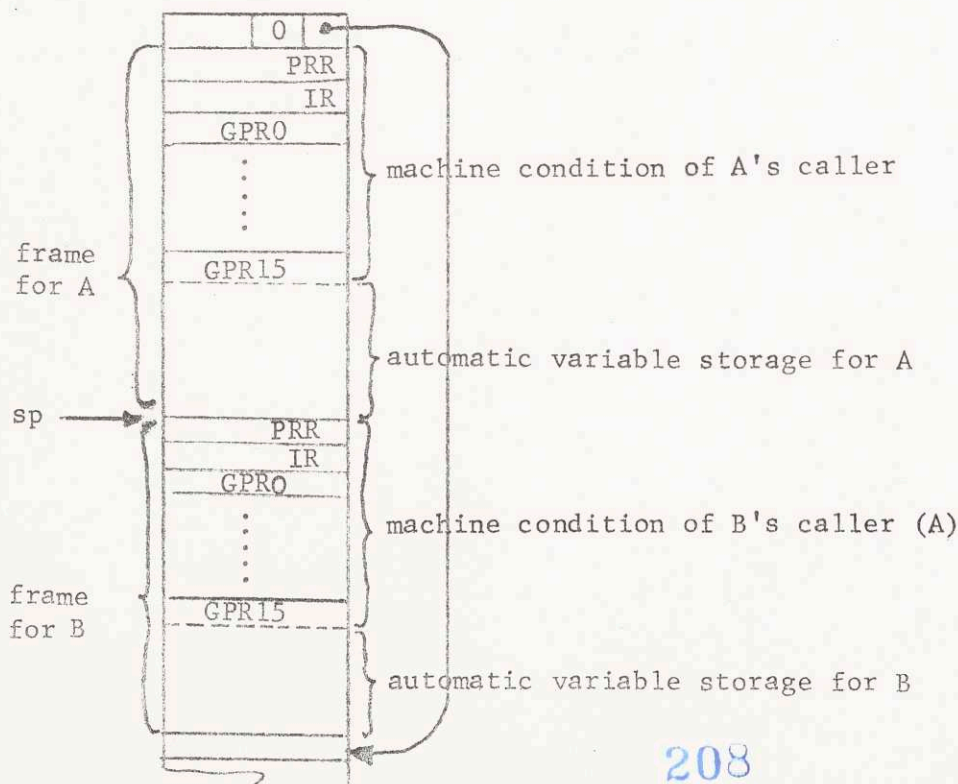 0
PRR
IR
GPR0
machine condition of A's caller
frame
for A
GPR15
automatic variable storage for A
sp
PRR
IR
GPR0
machine condition of B's caller (A)
frame
for B
GPR15
automatic variable storage for B
208